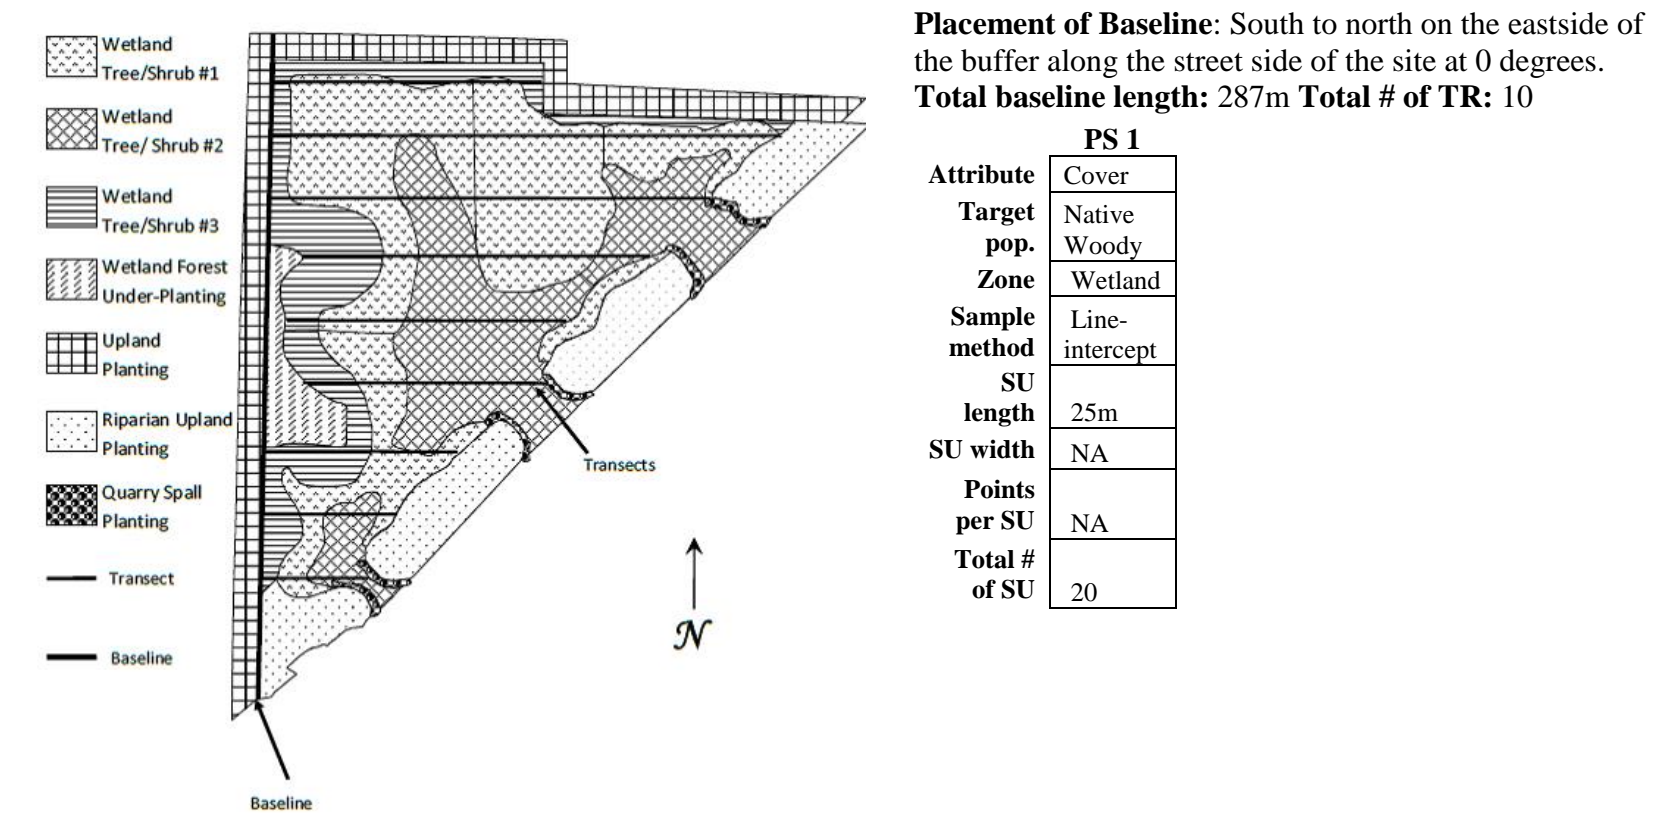 Wetland
Tree/Shrub #1
Wetland
Tree/ Shrub #2
Wetland
Tree/Shrub #3
Wetland Forest
Under-Planting
Upland
Planting
Riparian Upland
Planting
Quarry Spall
Planting
Transect
Baseline
Transects
N
Baseline
Placement of Baseline: South to north on the eastside of
the buffer along the street side of the site at 0 degrees.
Total baseline length: 287m Total # of TR: 10
PS 1
Attribute Cover
Target Native
pop. Woody
Zone Wetland
Sample Line-
method intercept
SU
length 25m
SU width NA
Points
per SU NA
Total #
of SU 20